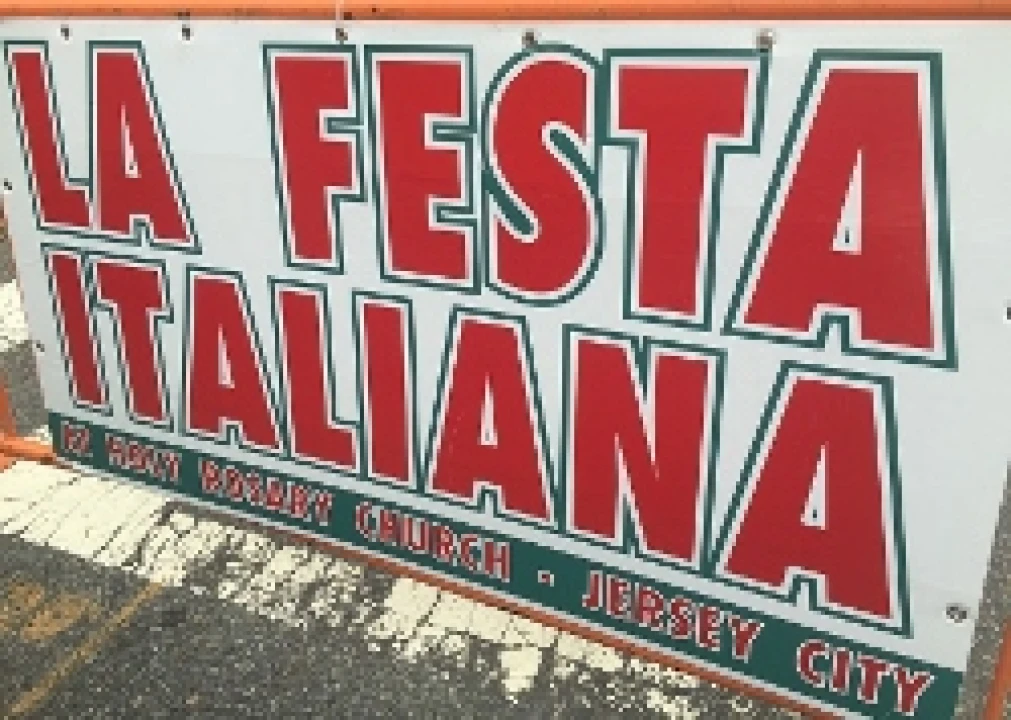 LA FESTA
ITALIANA
HOLY ROSARY CHURCH - JERSEY CITY